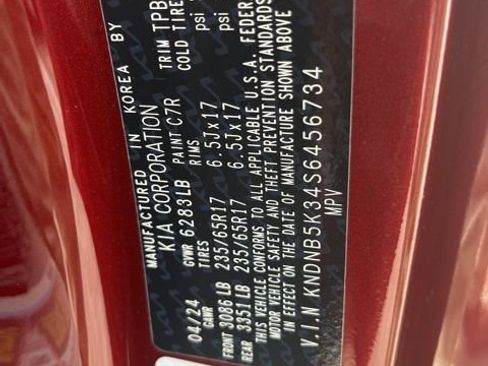 MANUFACTURED IN KOREA BY
KIA CORPORATION
04/24 GVWR 6283LB PAINT C7R TRIM TPB
GAWR TIRES RIMS COLD TIRE
FRONT 3086 LB 235/65R17 6.5Jx17 psi
REAR 3351 LB 235/65R17 6.5Jx17 psi
THIS VEHICLE CONFORMS TO ALL APPLICABLE U.S.A. FEDER
MOTOR VEHICLE SAFETY AND THEFT PREVENTION STANDARDS
IN EFFECT ON THE DATE OF MANUFACTURE SHOWN ABOVE
V.I.N KNDNB5K34S6456734
MPV